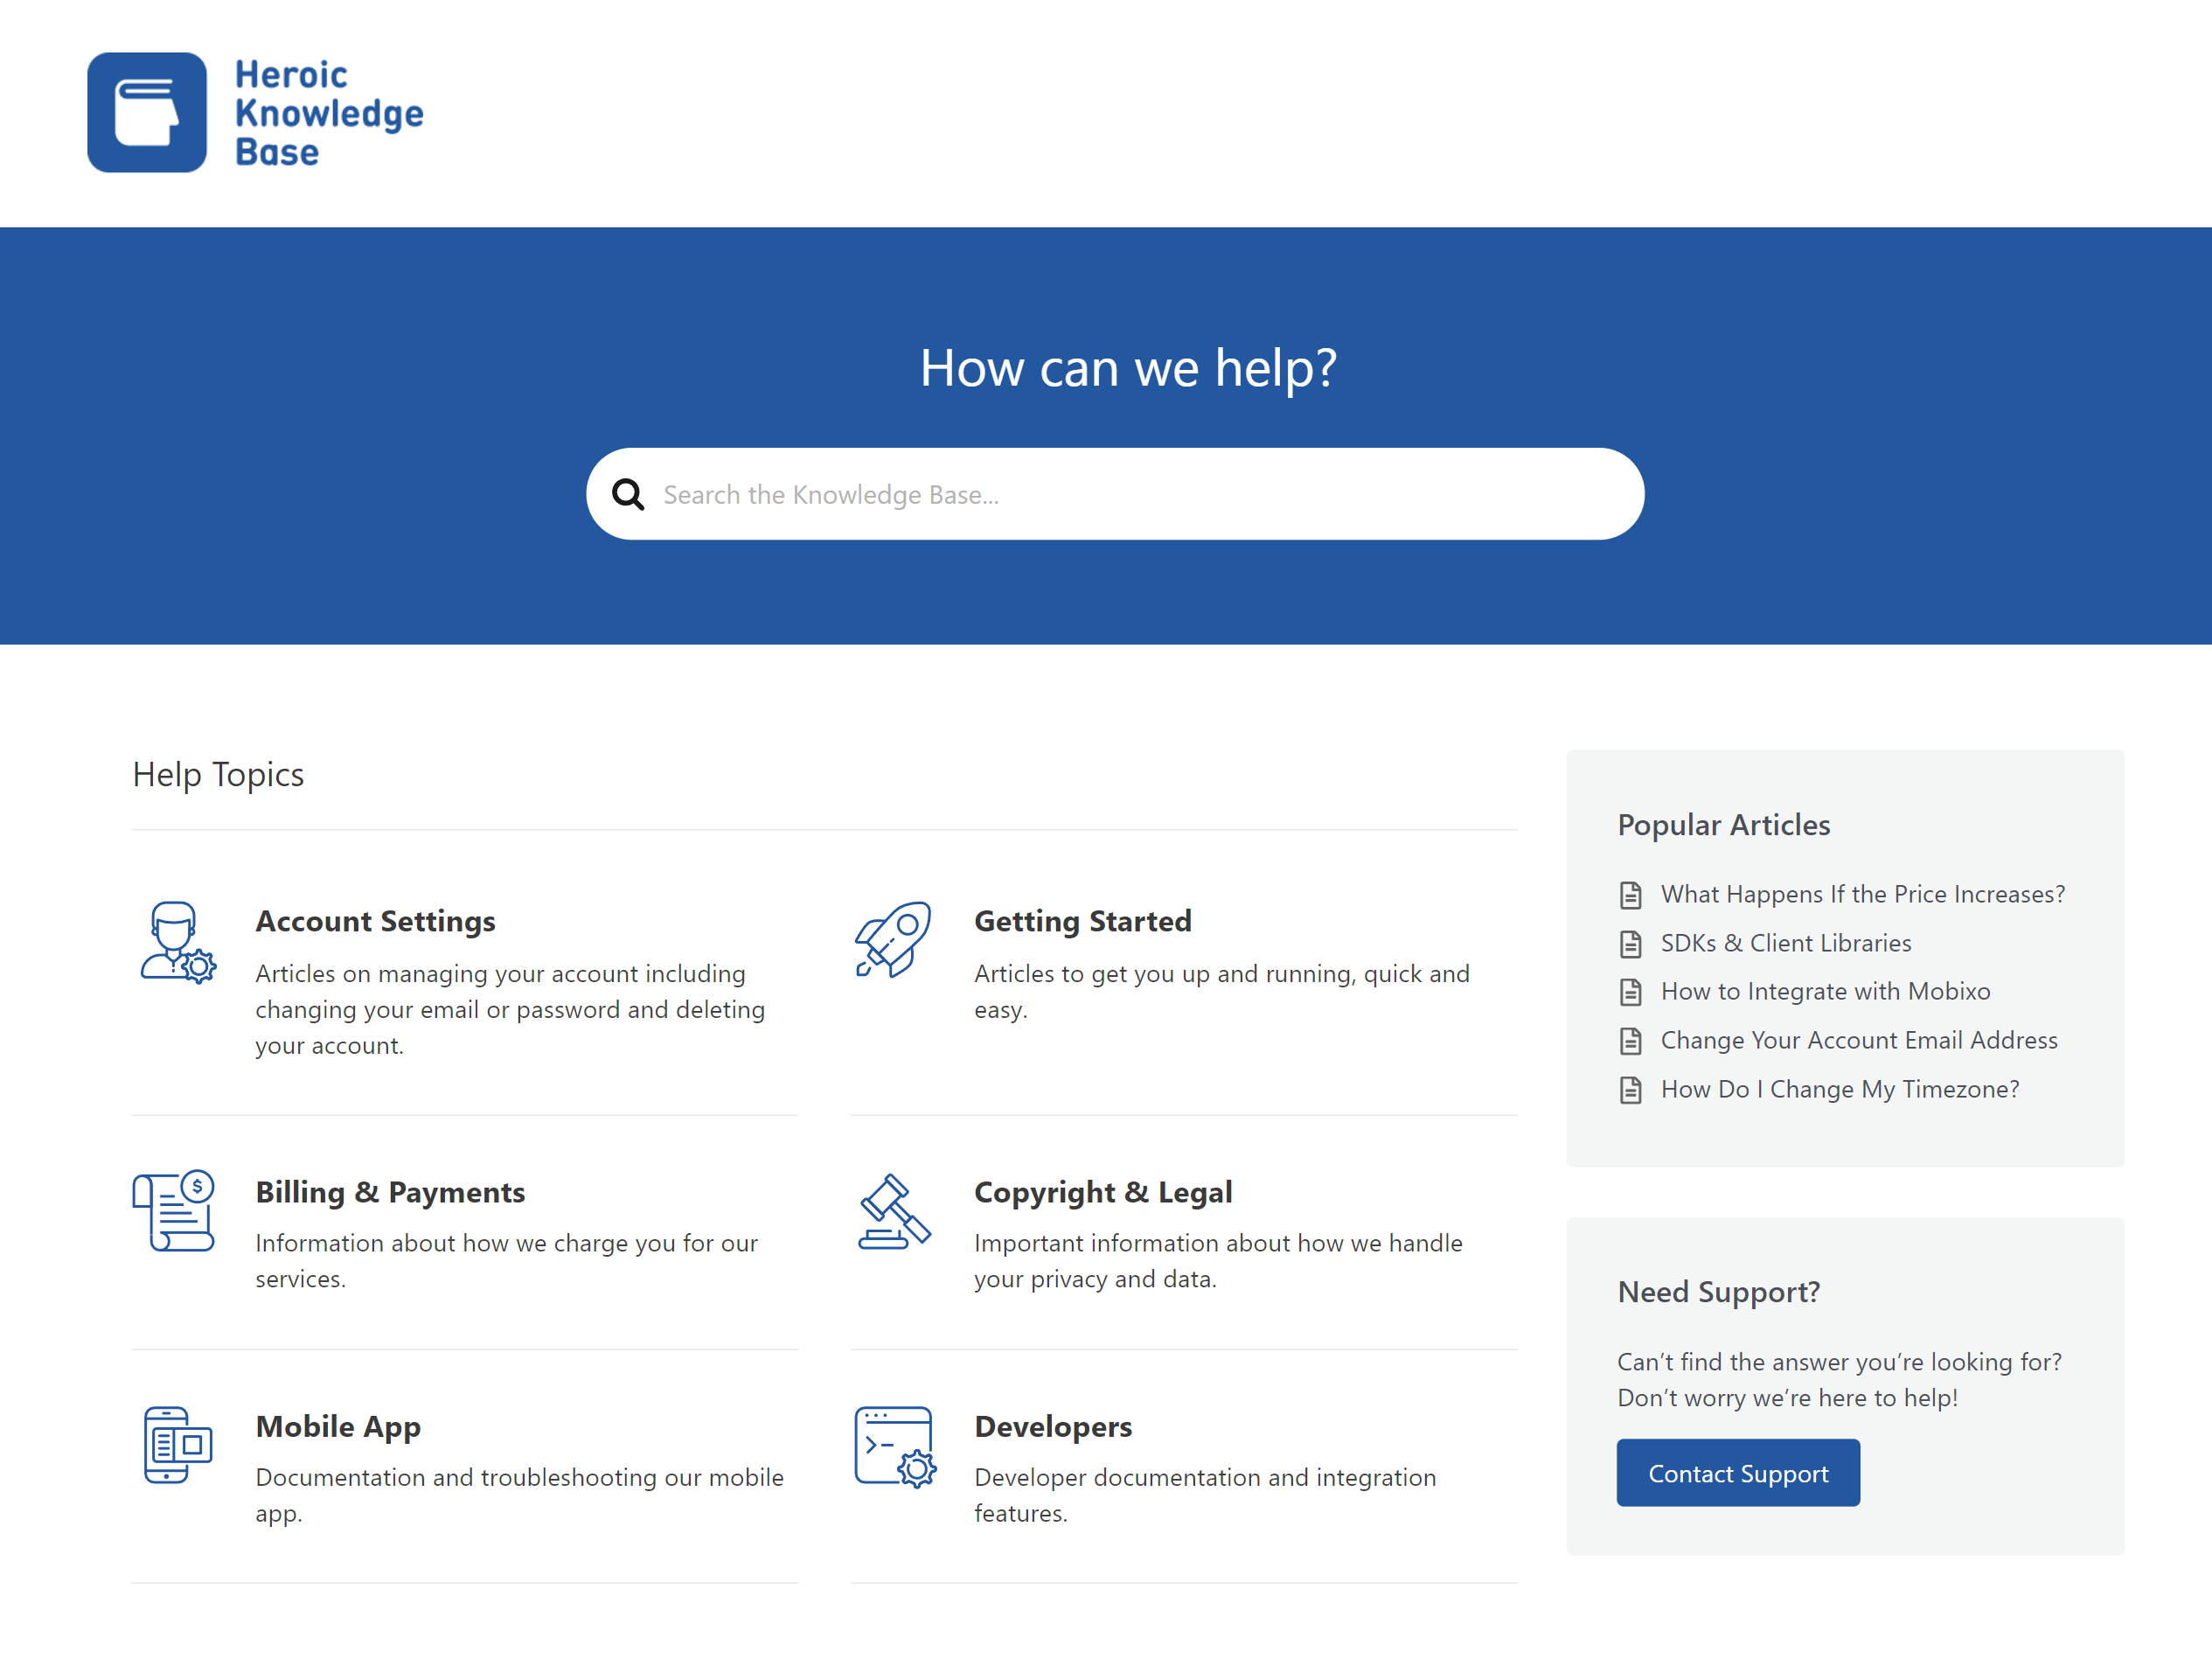 Heroic
Knowledge
Base
How can we help?
Search the Knowledge Base...
Help Topics
Account Settings
Articles on managing your account including
changing your email or password and deleting
your account.
Getting Started
Articles to get you up and running, quick and
easy.
Billing & Payments
Information about how we charge you for our
services.
$
Copyright & Legal
Important information about how we handle
your privacy and data.
Mobile App
Documentation and troubleshooting our mobile
app.
Developers
Developer documentation and integration
features.
Popular Articles
What Happens If the Price Increases?
SDKs & Client Libraries
How to Integrate with Mobixo
Change Your Account Email Address
How Do I Change My Timezone?
Need Support?
Can’t find the answer you’re looking for?
Don’t worry we’re here to help!
Contact Support